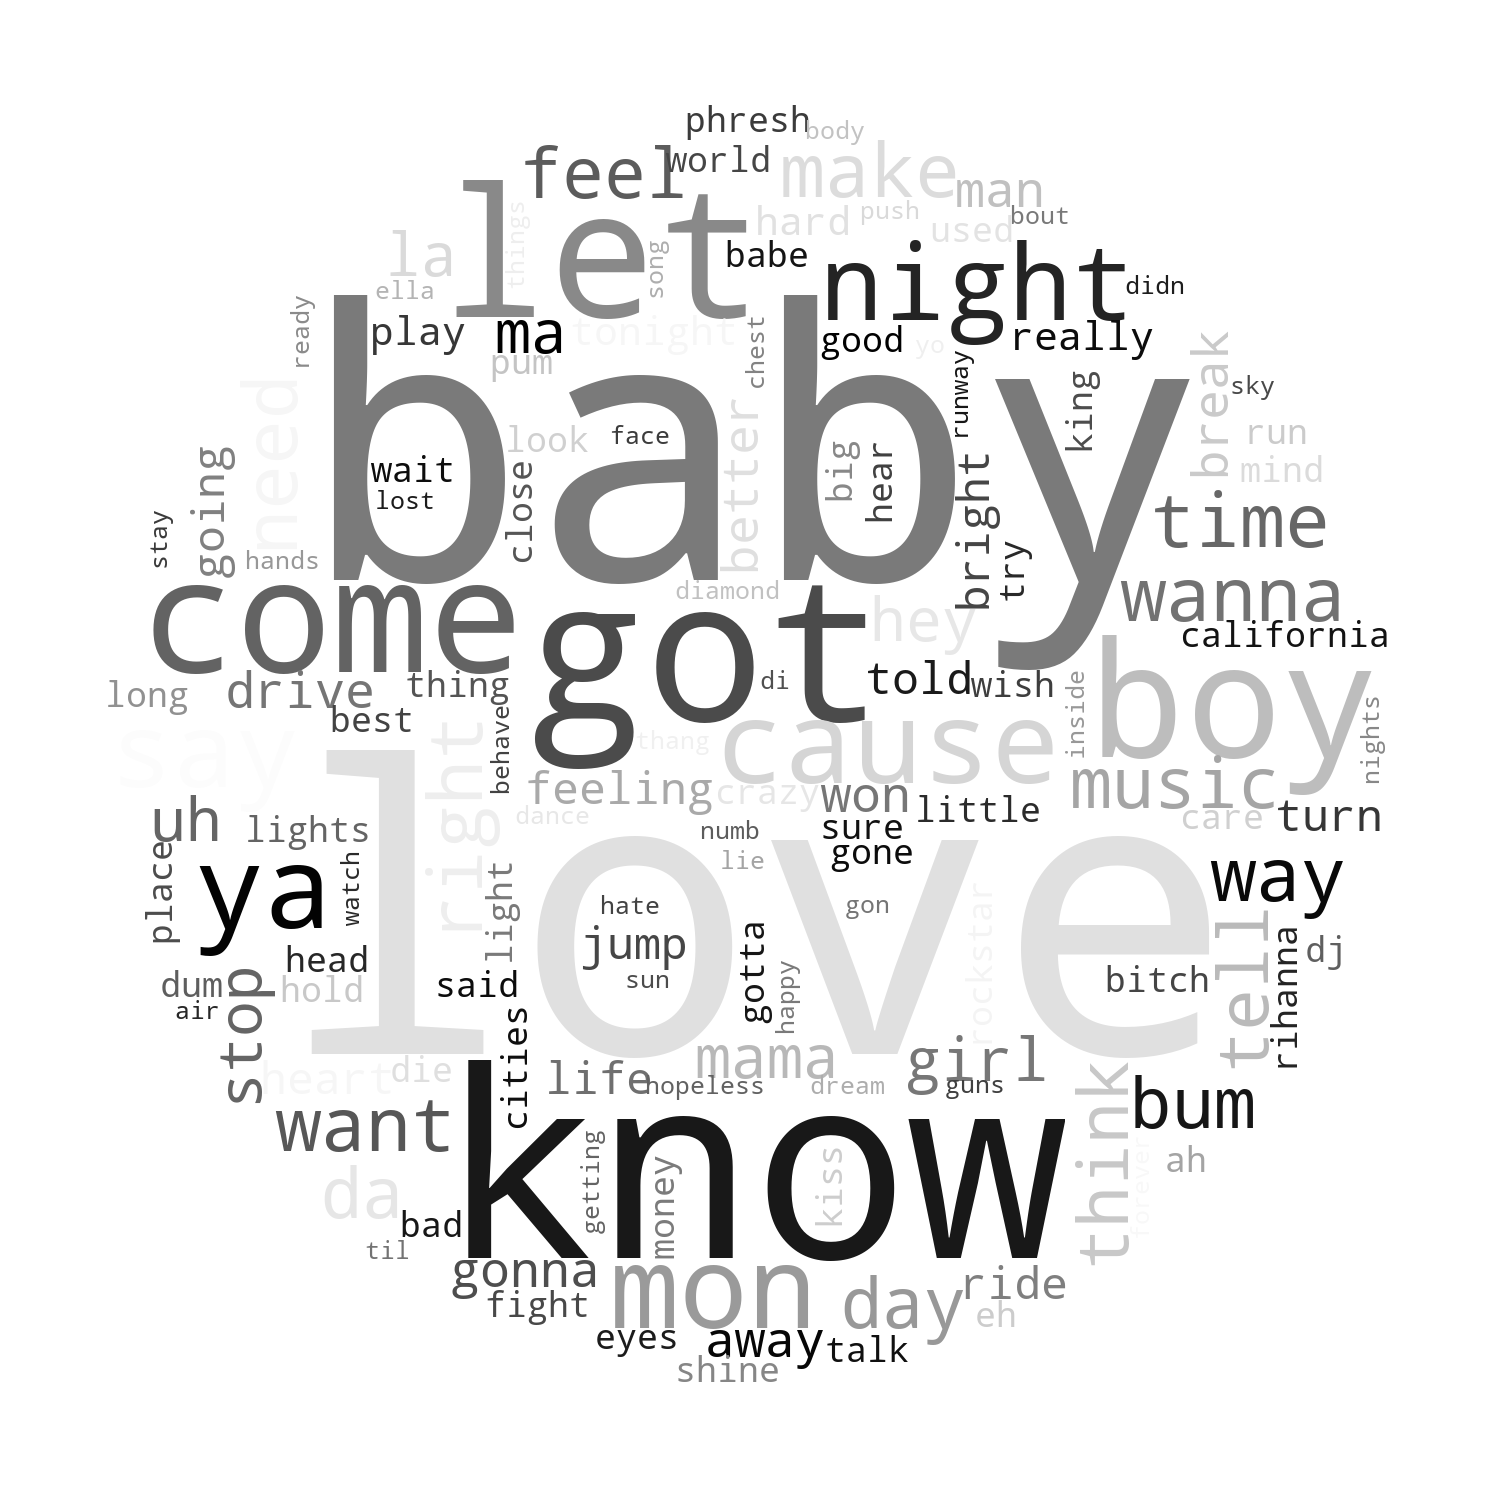 phresh
body
feel
world
make
man
let
things
hard
push
used
bout
la
song
babe
night
didn
ella
ready
play
ma
tonight
chest
good
yo
really
pum
baby
runway
king
break
sky
need
look
face
better
big
hear
run
going
wait
lost
close
bright
mind
stay
hands
try
time
come
got
diamond
hey
wanna
california
long
drive
thing
di
told
wish
boy
best
say
right
behave
thang
cause
inside
nights
feeling
crazy
won
little
music
care
turn
uh
lights
dance
numb
sure
place
ya
watch
light
love
lie
gone
way
hate
gon
rockstar
tell
head
jump
gotta
rihanna
dj
dum
hold
said
sun
happy
bitch
air
stop
cities
mama
girl
heart
die
life
hopeless
dream
guns
think
bum
want
know
forever
ah
da
getting
money
kiss
bad
til
gonna
mon
day
ride
fight
eh
eyes
away
talk
shine